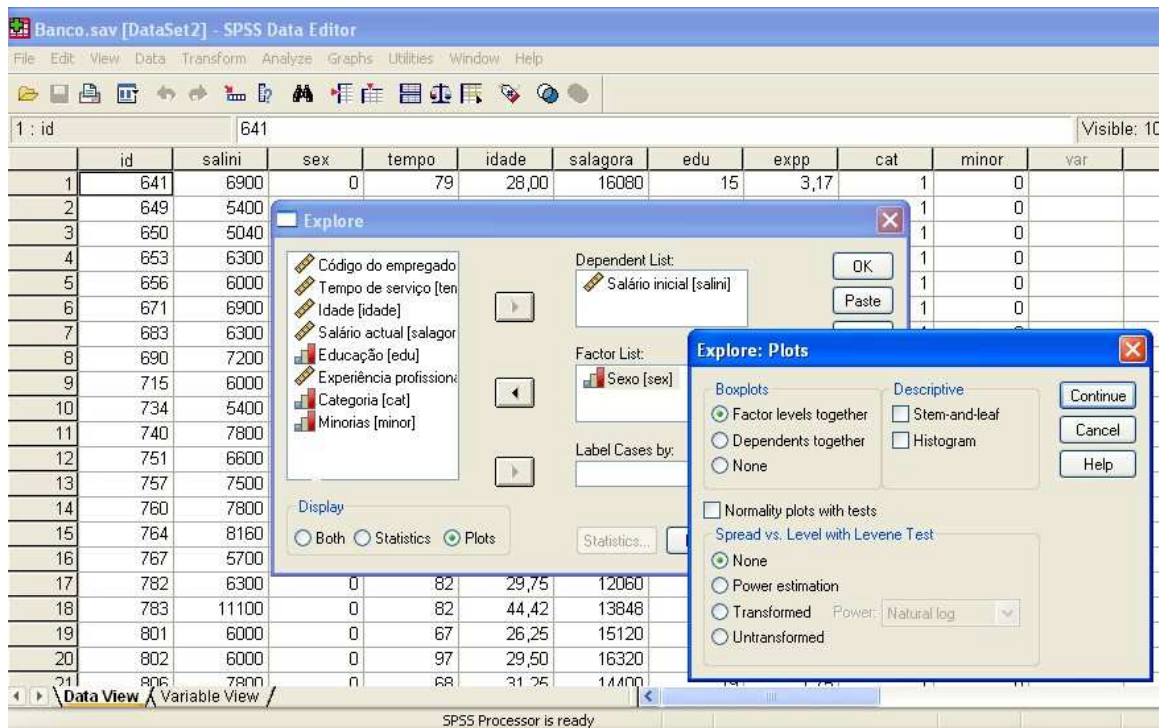 Banco.sav [DataSet2] - SPSS Data Editor
File Edit View Data Transform Analyze Graphs Utilities Window Help
1 : id 641 Visible: 10
id salini sex tempo idade salagora edu expp cat minor var
1 641 6900 0 79 28,00 16080 15 3,17 1 0
2 649 5400 1 0
3 650 5040 1 0
4 653 6300 1 0
5 656 6000 1 0
6 671 6900 1 0
7 683 6300
8 690 7200
9 715 6000
10 734 5400
11 740 7800
12 751 6600
13 757 7500
14 760 7800
15 764 8160
16 767 5700
17 782 6300 0 82 29,75 12060
18 783 11100 0 82 44,42 13848
19 801 6000 0 67 26,25 15120
20 802 6000 0 97 29,50 16320
21 806 7800 0 68 31,25 14400
Explore
Código do empregado
Tempo de serviço [ten
Idade [idade]
Salário actual [salagor
Educação [edu]
Experiência profissiona
Categoria [cat]
Minorias [minor]
Dependent List:
Salário inicial [salini]
Factor List:
Sexo [sex]
Label Cases by:
OK
Paste
Display
Both Statistics Plots
Statistics...
Explore: Plots
Boxplots
Factor levels together
Dependents together
None
Descriptive
Stem-and-leaf
Histogram
Continue
Cancel
Help
Normality plots with tests
Spread vs. Level with Levene Test
None
Power estimation
Transformed Power: Natural log
Untransformed
Data View Variable View
SPSS Processor is ready